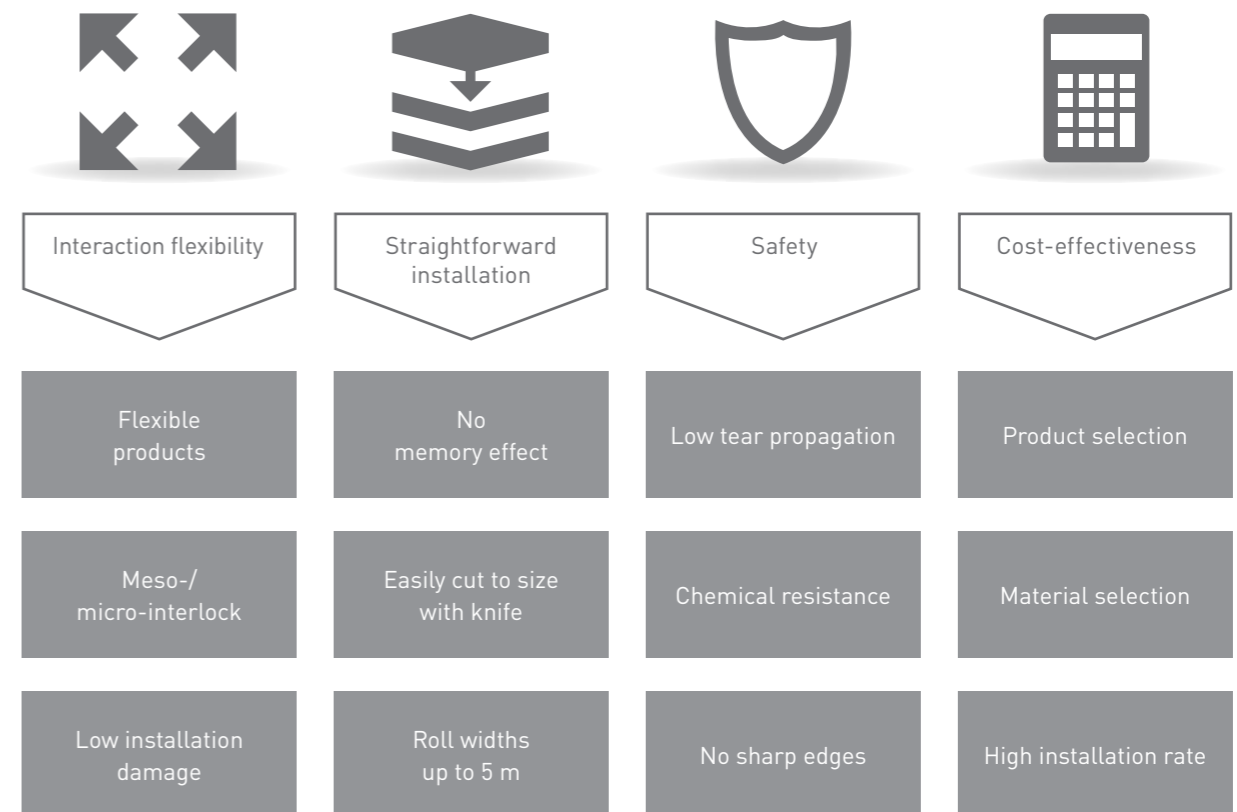 Interaction flexibility
Straightforward
installation
Safety
Cost-effectiveness
Flexible
products
No
memory effect
Low tear propagation
Product selection
Meso-/
micro-interlock
Easily cut to size
with knife
Chemical resistance
Material selection
Low installation
damage
Roll widths
up to 5 m
No sharp edges
High installation rate